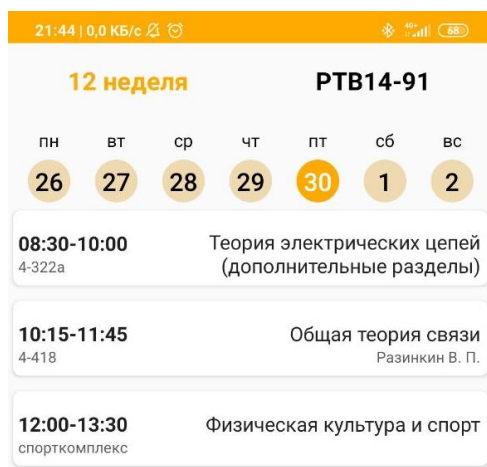 21:44 | 0,0 КБ/с 4G+ 68
12 неделя РТВ14-91
пн вт ср чт пт сб вс
26 27 28 29 30 1 2
08:30-10:00 Теория электрических цепей
4-322а (дополнительные разделы)
10:15-11:45 Общая теория связи
4-418 Разинкин В. П.
12:00-13:30 Физическая культура и спорт
спорткомплекс